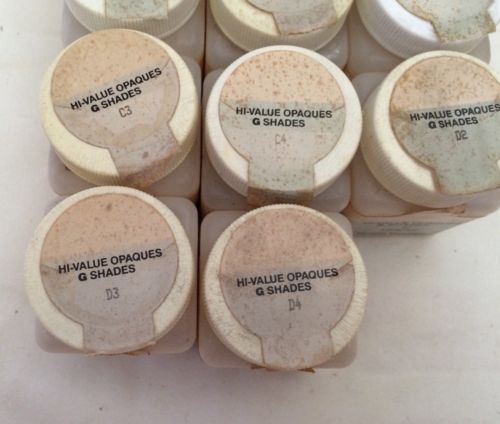 HI-VALUE OPAQUES
G SHADES
C3
HI-VALUE OPAQUES
G SHADES
C4
HI-VALUE OPAQUES
G SHADES
D2
HI-VALUE OPAQUES
G SHADES
D3
HI-VALUE OPAQUES
G SHADES
D4